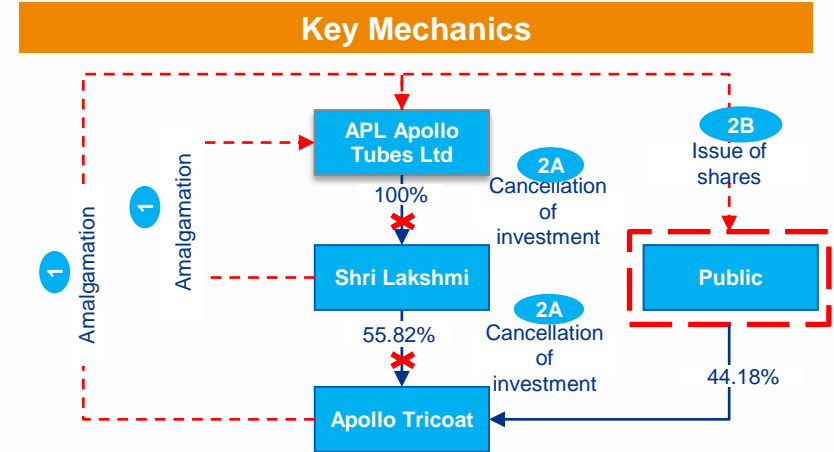 Key Mechanics
APL Apollo
Tubes Ltd
2B
Issue of
shares
2A
Cancellation
of
investment
100%
1
Amalgamation
1
Amalgamation
Shri Lakshmi
Public
55.82%
2A
Cancellation
of
investment
44.18%
Apollo Tricoat